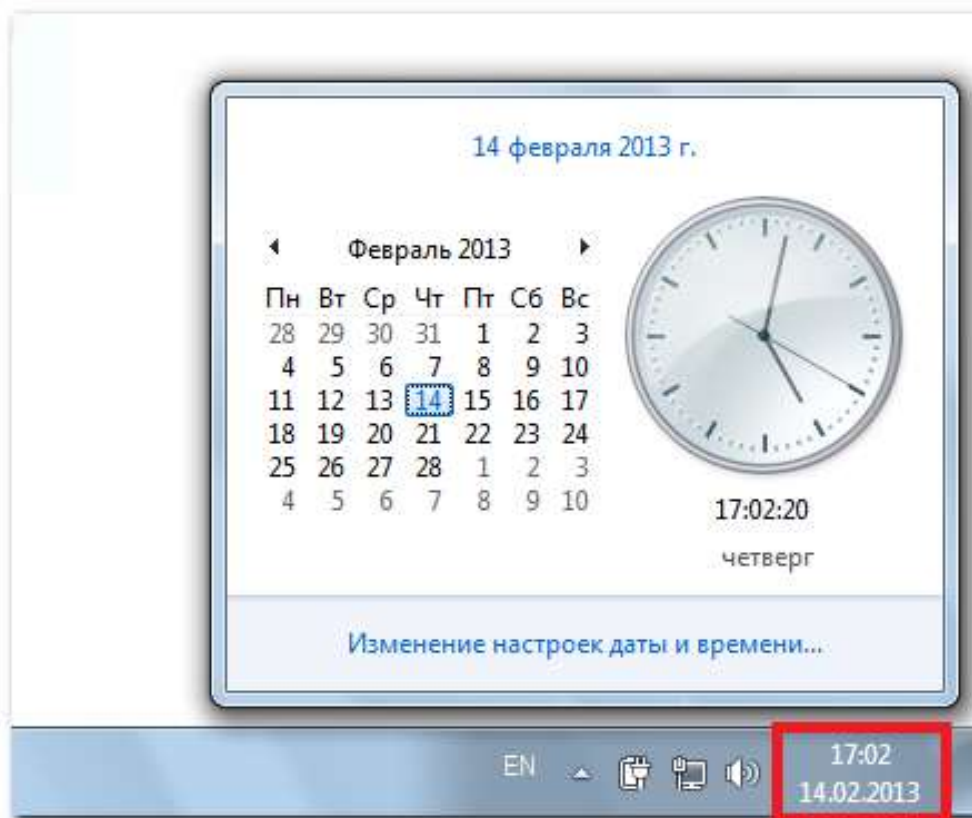 14 февраля 2013 г.
Февраль 2013
Пн Вт Ср Чт Пт Сб Вс
28 29 30 31 1 2 3
4 5 6 7 8 9 10
11 12 13 14 15 16 17
18 19 20 21 22 23 24
25 26 27 28 1 2 3
4 5 6 7 8 9 10
17:02:20
четверг
Изменение настроек даты и времени...
EN
17:02
14.02.2013